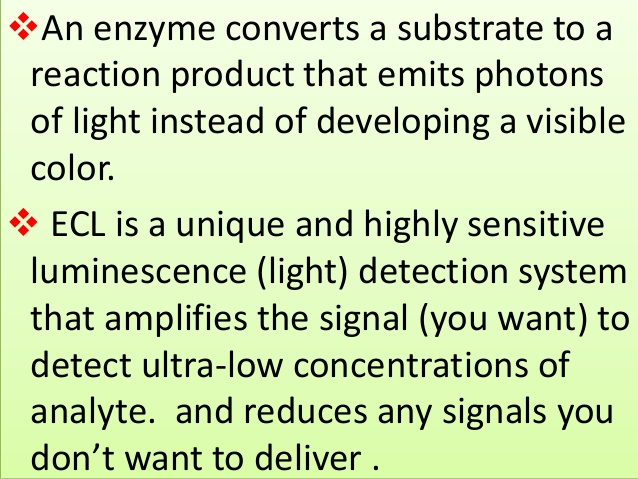 ❖An enzyme converts a substrate to a
reaction product that emits photons
of light instead of developing a visible
color.
❖ ECL is a unique and highly sensitive
luminescence (light) detection system
that amplifies the signal (you want) to
detect ultra-low concentrations of
analyte.  and reduces any signals you
don’t want to deliver .